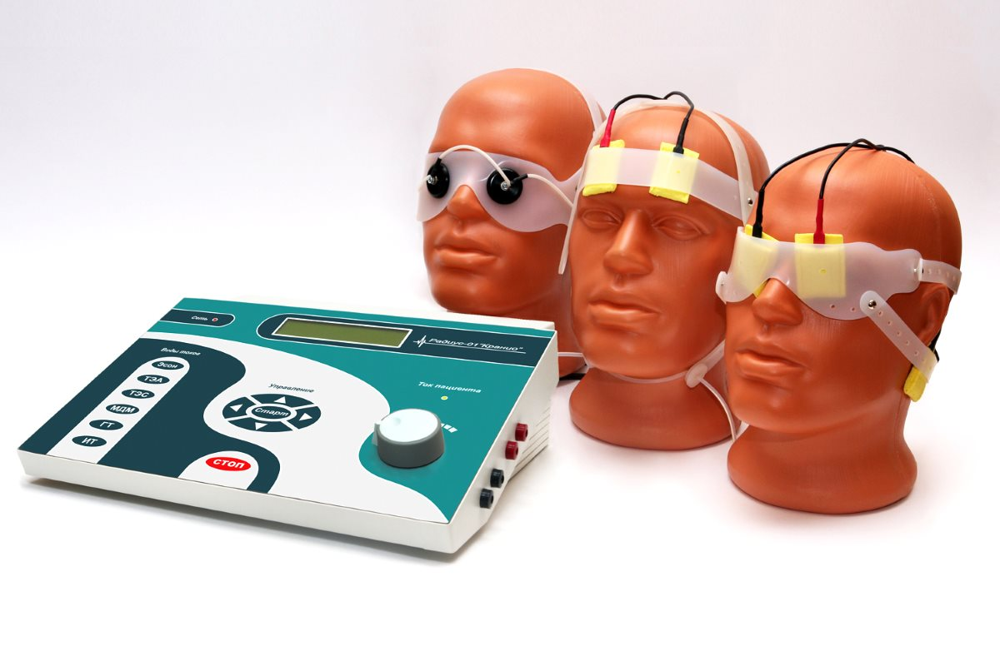 Сеть
Радиус-01 "Кранио"
Виды токов
Эсон
ТЭА
ТЭС
МДМ
ГТ
ИТ
Управление
Старт
Ток пациента
стоп